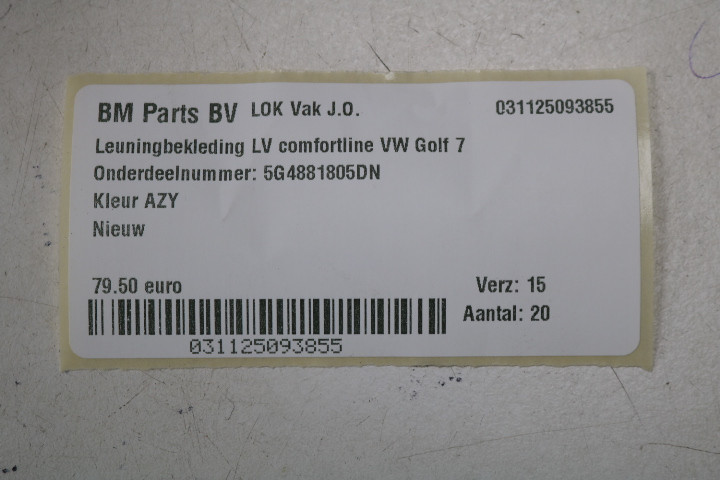 BM Parts BV LOK Vak J.O. 031125093855
Leuningbekleding LV comfortline VW Golf 7
Onderdeelnummer: 5G4881805DN
Kleur AZY
Nieuw
79.50 euro Verz: 15
Aantal: 20
031125093855